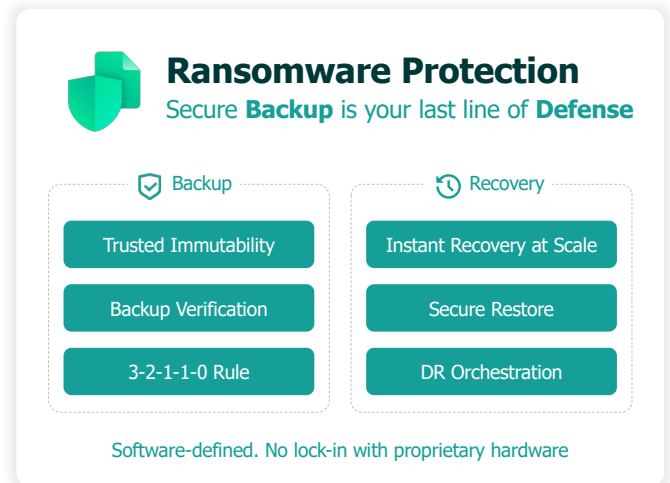 Ransomware Protection
Secure Backup is your last line of Defense
Backup
Trusted Immutability
Backup Verification
3-2-1-1-0 Rule
Recovery
Instant Recovery at Scale
Secure Restore
DR Orchestration
Software-defined. No lock-in with proprietary hardware